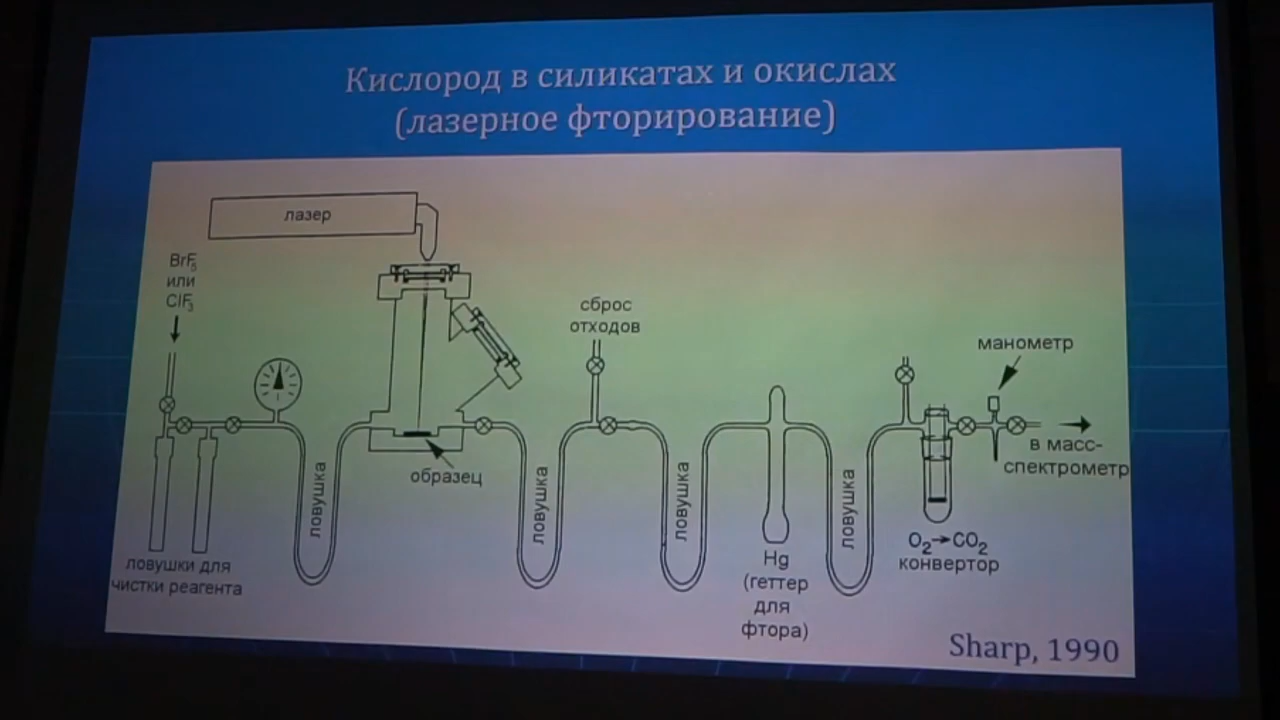 Кислород в силикатах и окислах
(лазерное фторирование)
лазер
BrF₅
или
ClF₃
сброс
отходов
манометр
в масс-
спектрометр
образец
ловушка
ловушка
ловушка
ловушка
ловушки для
чистки реагента
Hg
(геттер
для
фтора)
O₂→CO₂
конвертор
Sharp, 1990